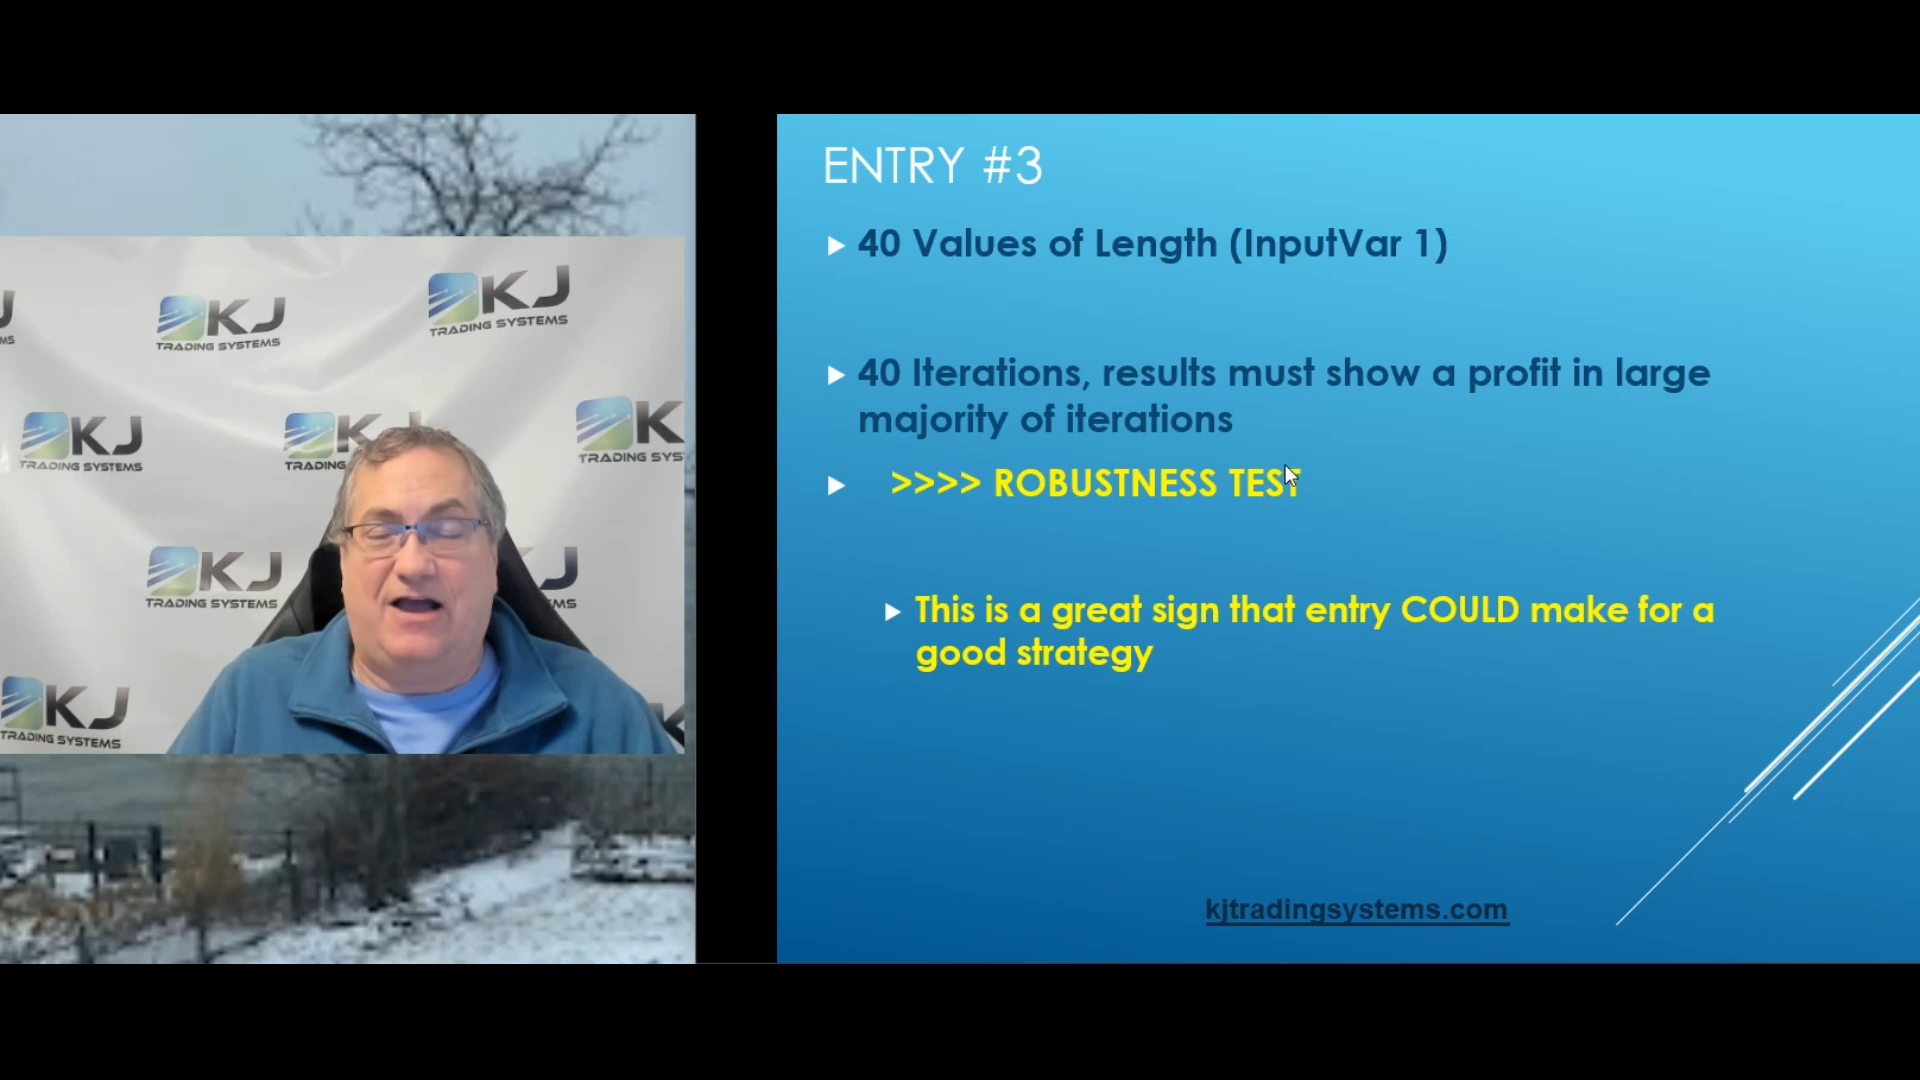 KJ
TRADING SYSTEMS
KJ
TRADING SYSTEMS
KJ
TRADING SYSTEMS
KJ
TRADING SYSTEMS
KJ
TRADING SYSTEMS
ENTRY #3
40 Values of Length (InputVar 1)
40 Iterations, results must show a profit in large
majority of iterations
>>>> ROBUSTNESS TEST
This is a great sign that entry COULD make for a
good strategy
kjtradingsystems.com